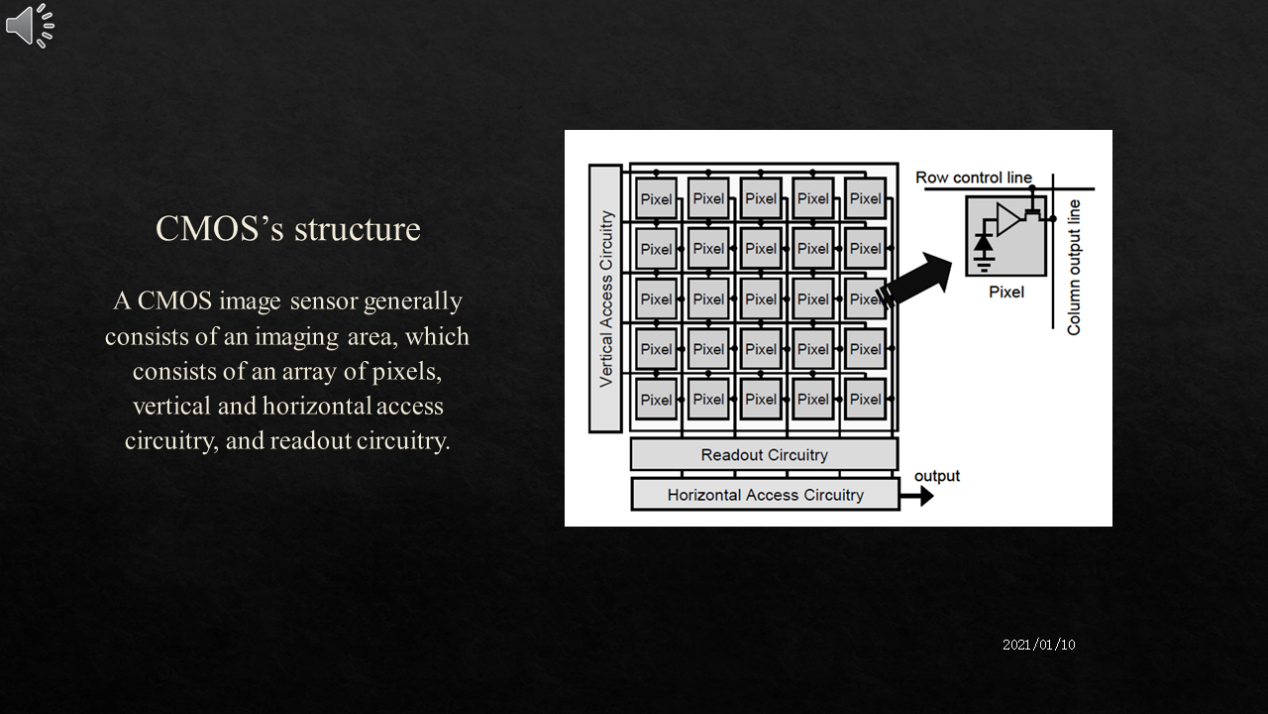 CMOS’s structure
A CMOS image sensor generally
consists of an imaging area, which
consists of an array of pixels,
vertical and horizontal access
circuitry, and readout circuitry.
Vertical Access Circuitry
Pixel Pixel Pixel Pixel Pixel
Pixel Pixel Pixel Pixel Pixel
Pixel Pixel Pixel Pixel Pixel
Pixel Pixel Pixel Pixel Pixel
Pixel Pixel Pixel Pixel Pixel
Readout Circuitry
Horizontal Access Circuitry
output
Row control line
Column output line
Pixel
2021/01/10